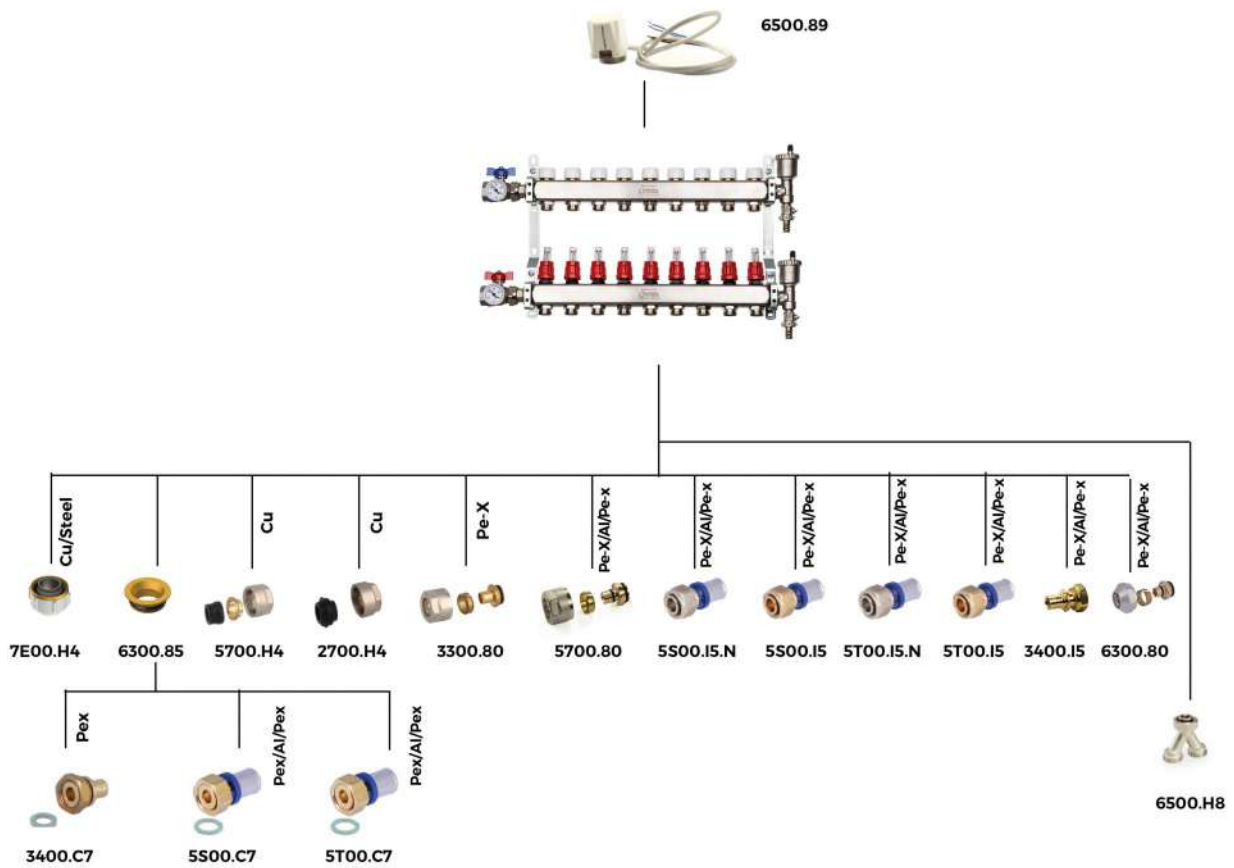 6500.89
Cu/Steel
Cu
Cu
Pe-X
Pe-X/Al/Pe-x
Pe-X/Al/Pe-x
Pe-X/Al/Pe-x
Pe-X/Al/Pe-x
Pe-X/Al/Pe-x
Pe-X/Al/Pe-x
Pe-X/Al/Pe-x
7E00.H4
6300.85
5700.H4
2700.H4
3300.80
5700.80
5S00.I5.N
5S00.I5
5T00.I5.N
5T00.I5
3400.I5
6300.80
Pex
Pex/Al/Pex
Pex/Al/Pex
6500.H8
3400.C7
5S00.C7
5T00.C7